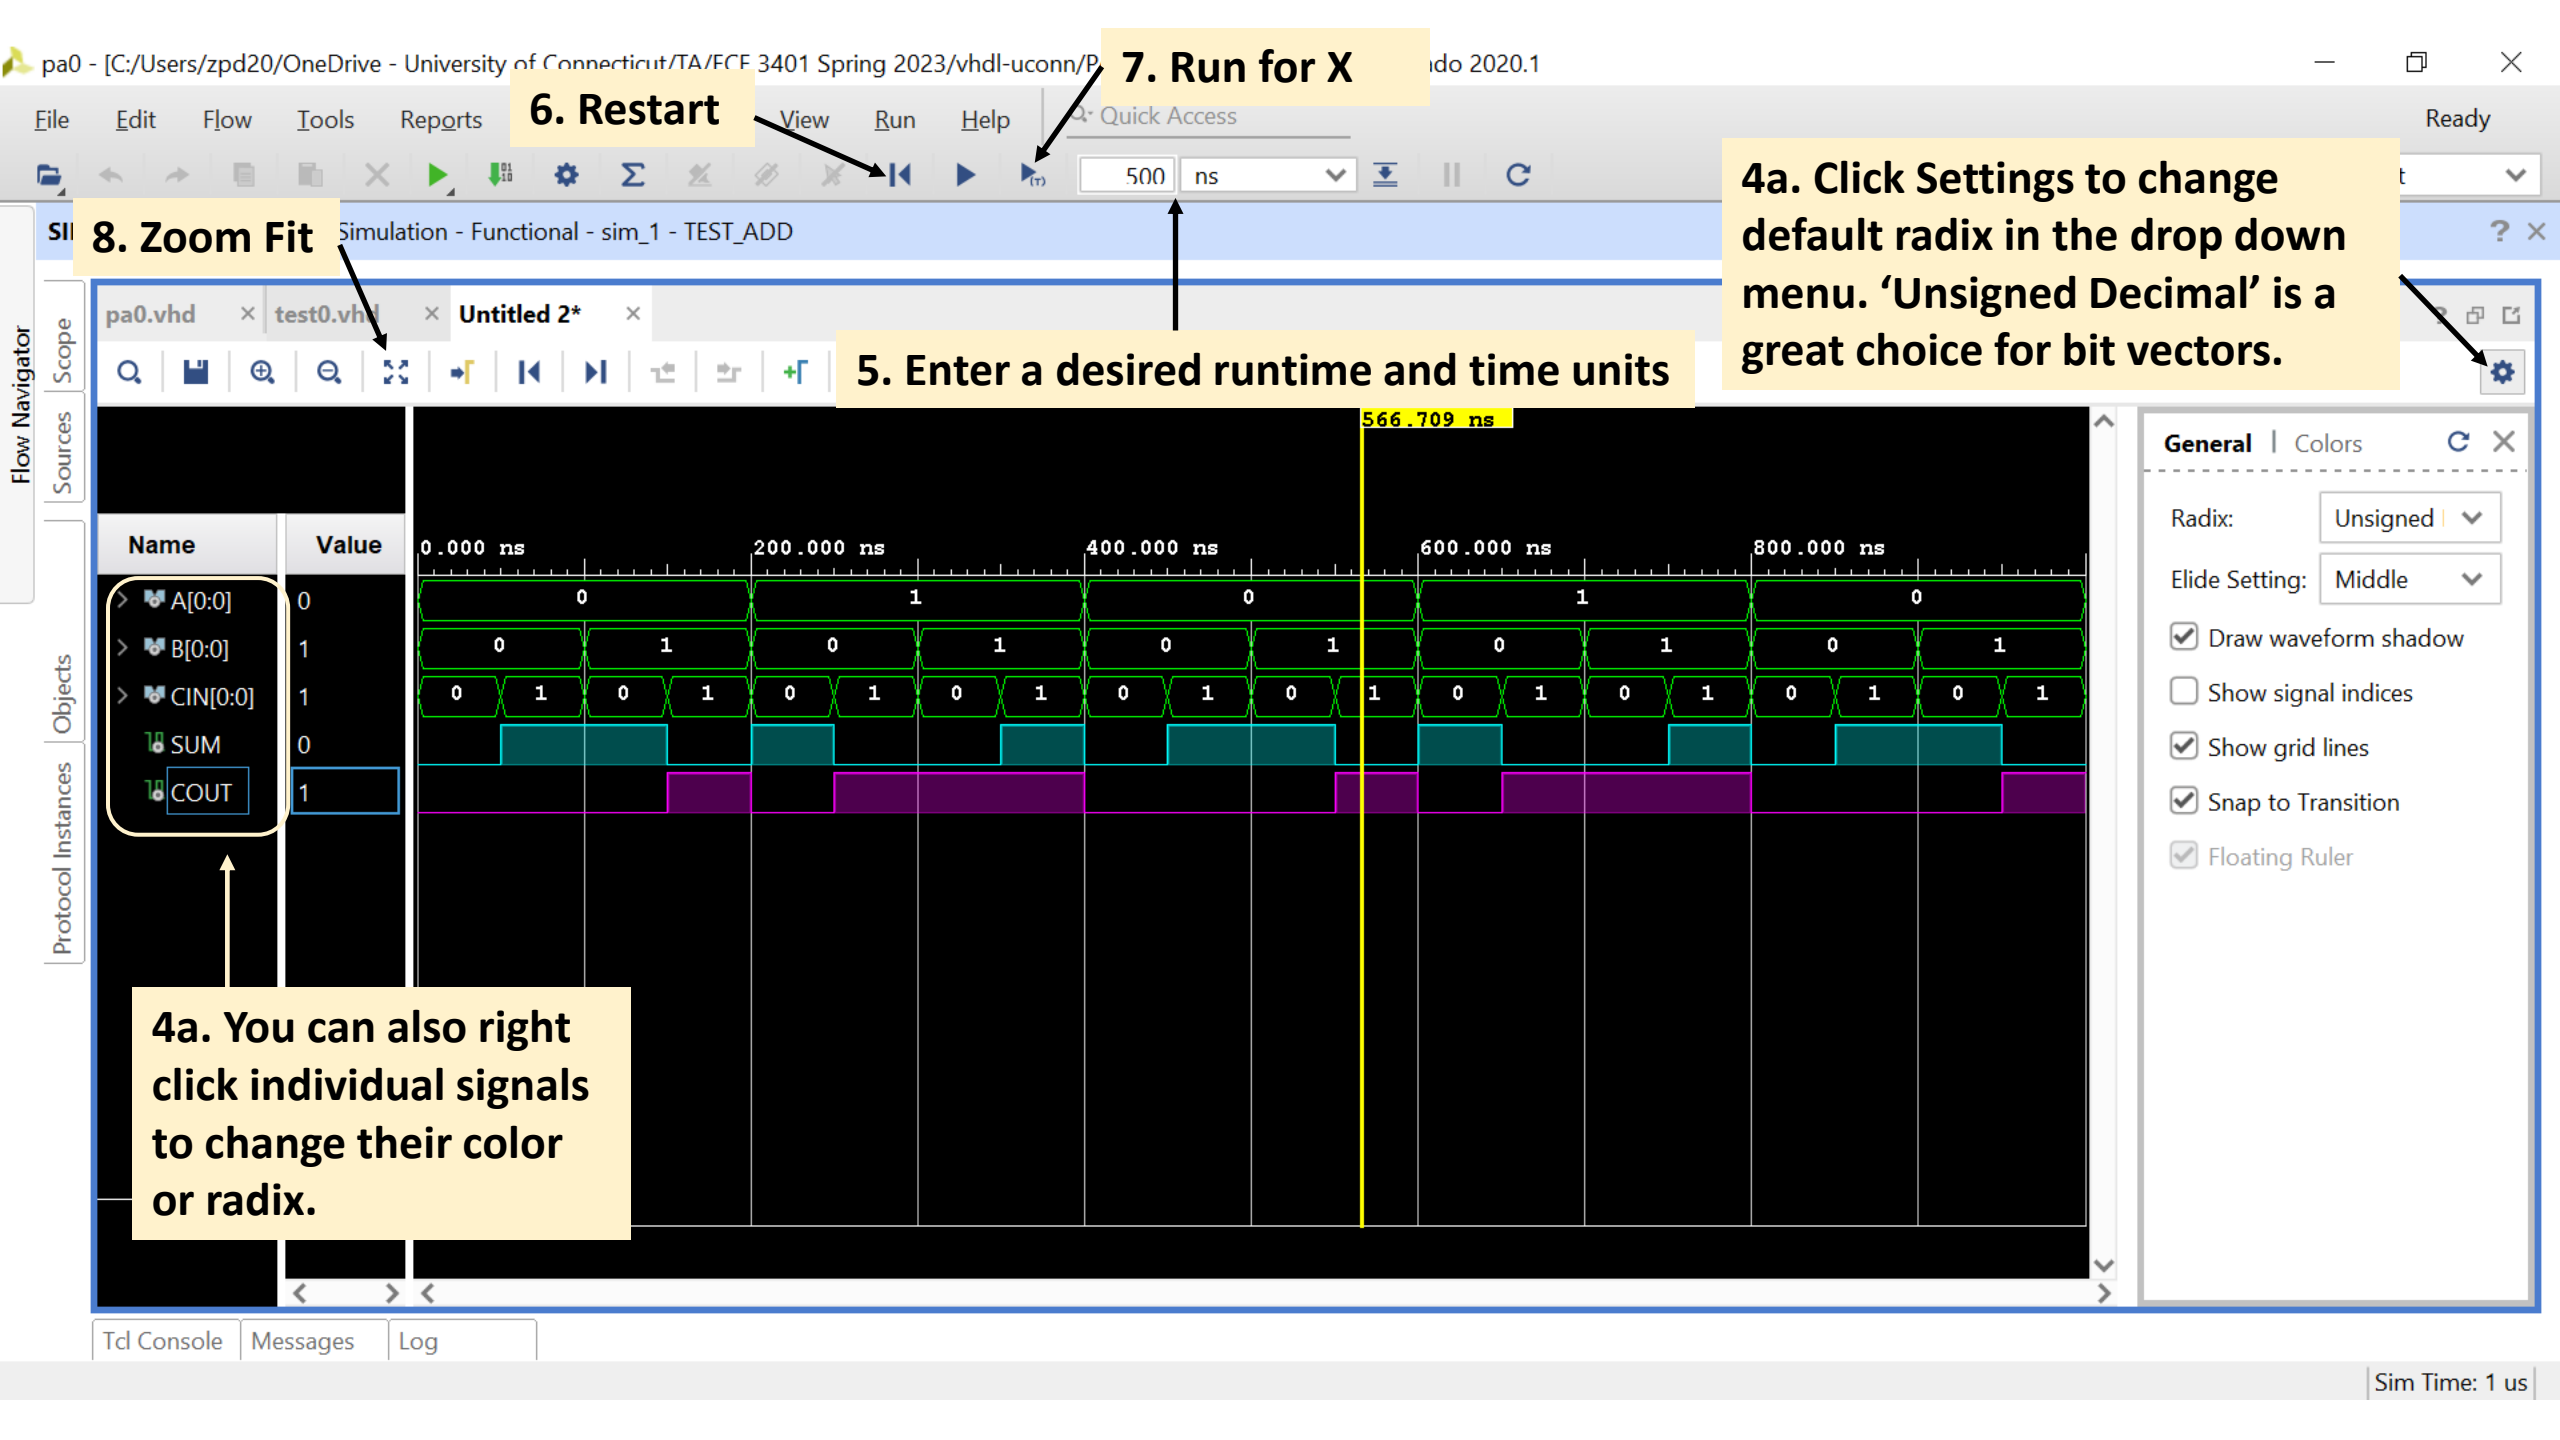 pa0 - [C:/Users/zpd20/OneDrive - University of Connecticut/TA/ECE 3401 Spring 2023/vhdl-uconn/P
7. Run for X
2020.1
File Edit Flow Tools Reports
6. Restart
View Run Help
Quick Access
Ready
500 ns
4a. Click Settings to change
default radix in the drop down
menu. ‘Unsigned Decimal’ is a
great choice for bit vectors.
8. Zoom Fit
Simulation - Functional - sim_1 - TEST_ADD
pa0.vhd
test0.vhd
Untitled 2*
5. Enter a desired runtime and time units
Flow Navigator
Scope
Sources
Objects
Protocol Instances
566.709 ns
Name Value
0.000 ns 200.000 ns 400.000 ns 600.000 ns 800.000 ns
A[0:0] 0 0 1 0 1 0
B[0:0] 1 0 1 0 1 0 1 0 1 0 1
CIN[0:0] 1 0 1 0 1 0 1 0 1 0 1 0 1 0 1 0 1 0 1 0 1
SUM 0
COUT 1
General | Colors
Radix: Unsigned
Elide Setting: Middle
Draw waveform shadow
Show signal indices
Show grid lines
Snap to Transition
Floating Ruler
4a. You can also right
click individual signals
to change their color
or radix.
Tcl Console Messages Log
Sim Time: 1 us